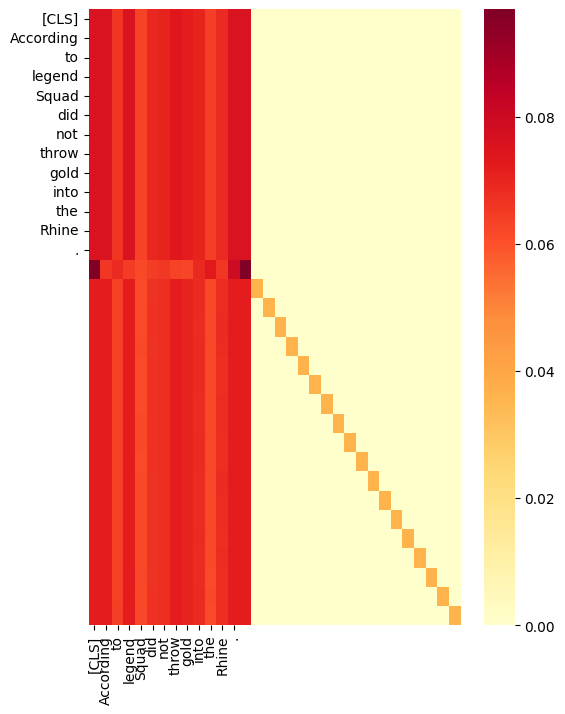 [CLS]
According
to
legend
Squad
did
not
throw
gold
into
the
Rhine
.
0.08
0.06
0.04
0.02
0.00
[CLS]
According
to
legend
Squad
did
not
throw
gold
into
the
Rhine
.